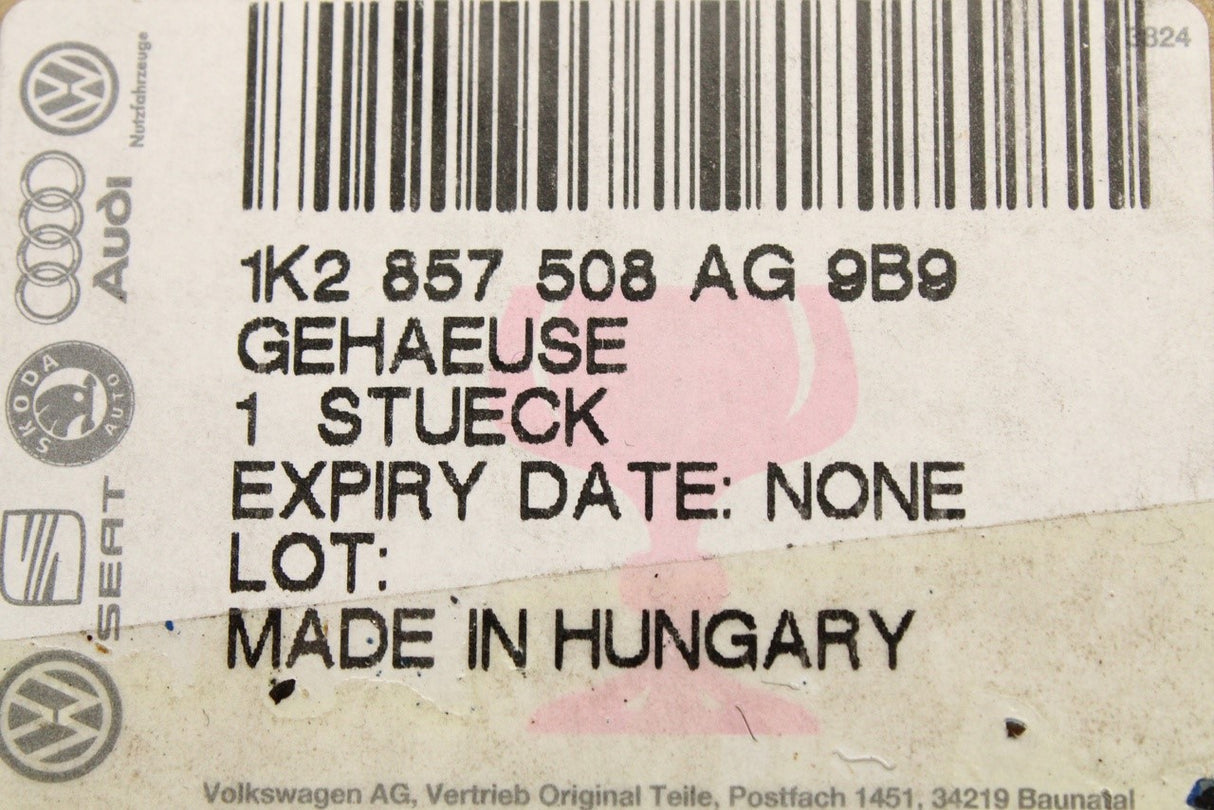 3824
Nutzfahrzeuge
Audi
SKODA
AUTO
SEAT
1K2 857 508 AG 9B9
GEHAEUSE
1 STUECK
EXPIRY DATE: NONE
LOT:
MADE IN HUNGARY
Volkswagen AG, Vertrieb Original Teile, Postfach 1451, 34219 Baunatal